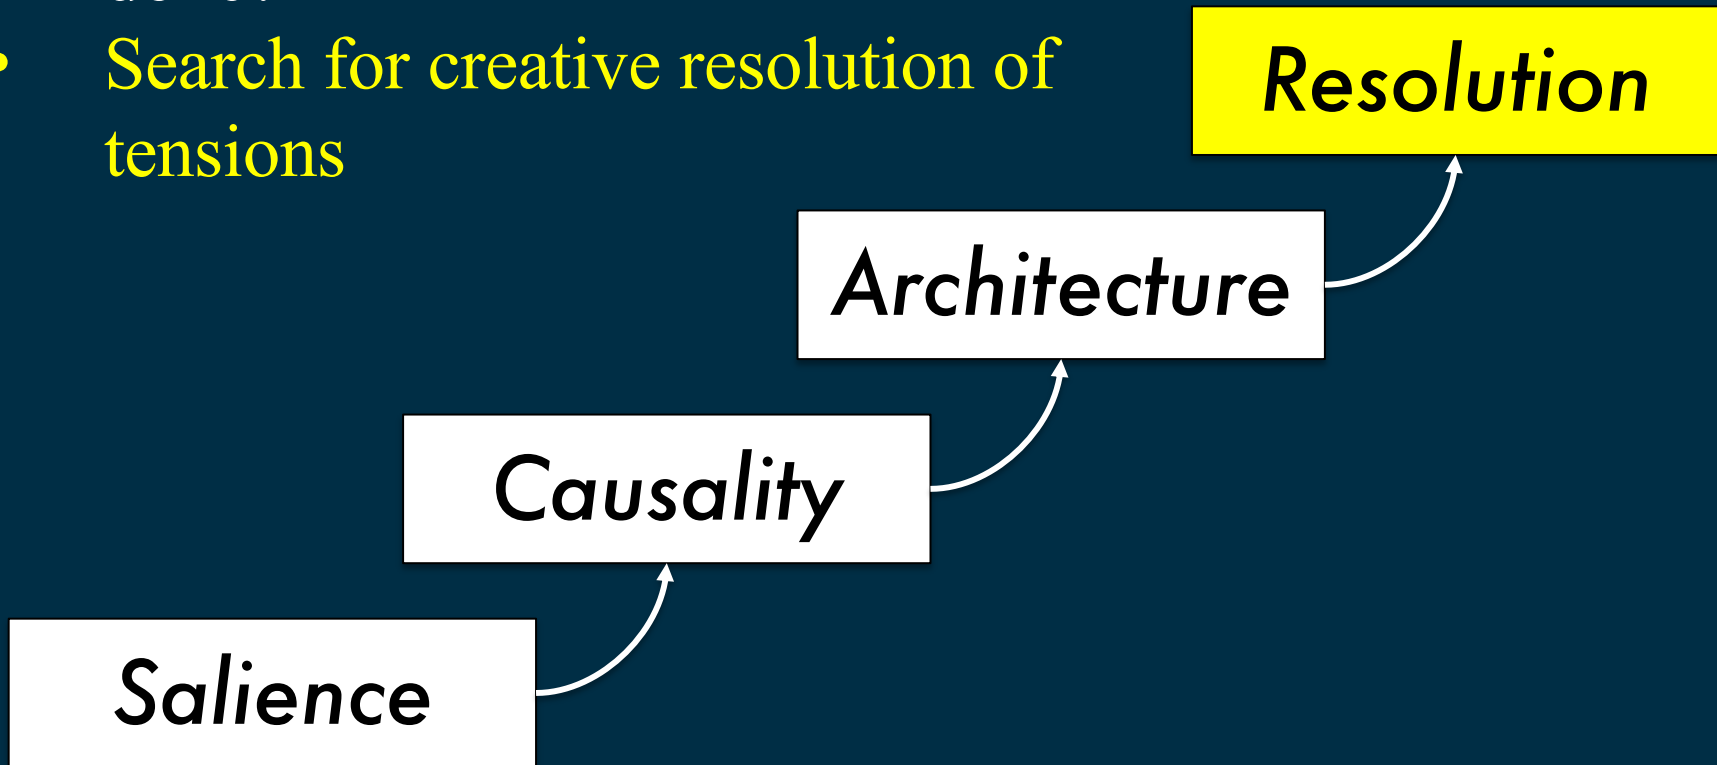 • Search for creative resolution of
tensions
Resolution
Architecture
Causality
Salience